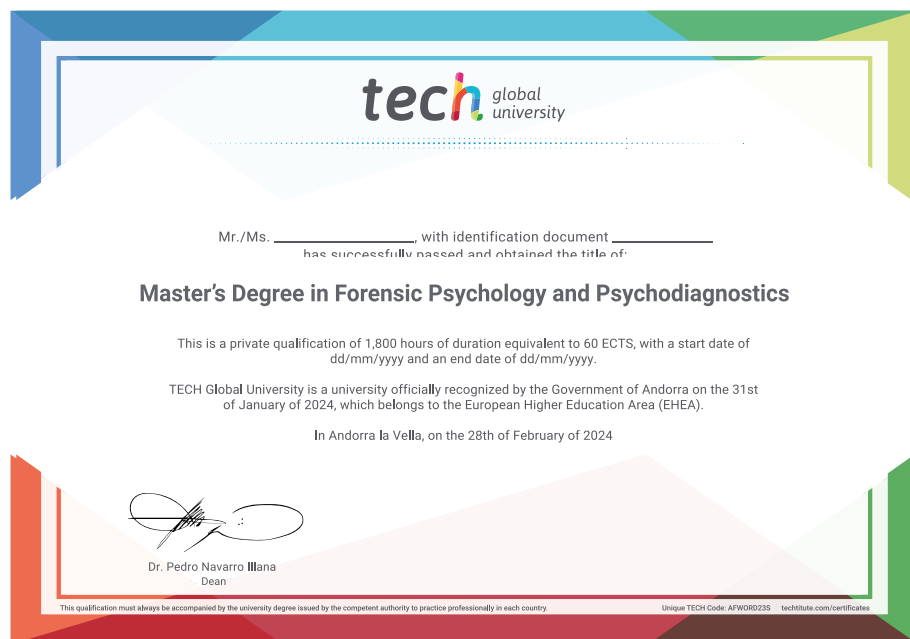 tech global
university
Mr./Ms. ____________, with identification document ____________
has successfully passed and obtained the title of:
Master's Degree in Forensic Psychology and Psychodiagnostics
This is a private qualification of 1,800 hours of duration equivalent to 60 ECTS, with a start date of
dd/mm/yyyy and an end date of dd/mm/yyyy.
TECH Global University is a university officially recognized by the Government of Andorra on the 31st
of January of 2024, which belongs to the European Higher Education Area (EHEA).
In Andorra la Vella, on the 28th of February of 2024
Dr. Pedro Navarro Illana
Dean
This qualification must always be accompanied by the university degree issued by the competent authority to practice professionally in each country.
Unique TECH Code: AFWORD23S techtitute.com/certificates